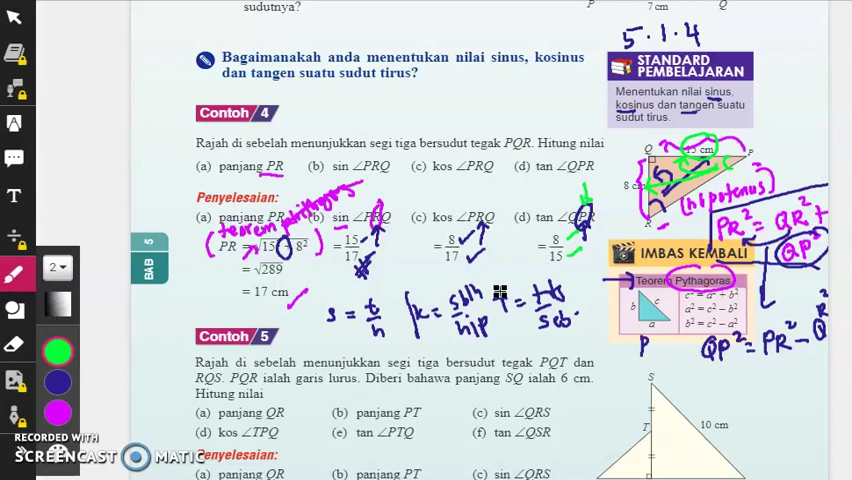 sudutnya?
P 7 cm Q
5.1.4
Bagaimanakah anda menentukan nilai sinus, kosinus
dan tangen suatu sudut tirus?
STANDARD
PEMBELAJARAN
Menentukan nilai sinus,
kosinus dan tangen suatu
sudut tirus.
Contoh 4
Rajah di sebelah menunjukkan segi tiga bersudut tegak PQR. Hitung nilai
(a) panjang PR (b) sin ∠PRQ (c) kos ∠PRQ (d) tan ∠QPR
Q 15 cm P
8 cm
R
(hipotenus)
PR² = QR² +
QP²
Penyelesaian:
teorem phithagoras
(a) panjang PR (b) sin ∠PRQ (c) kos ∠PRQ (d) tan ∠QPR
PR = √15² + 8² = 15/17 = 8/17 = 8/15
= √289
= 17 cm
s = t/h k = sbh/hip t = ttg/seb.
IMBAS KEMBALI
Teorem Pythagoras
c² = a² + b²
a² = c² – b²
b² = c² – a²
b c a
P
QP² = PR² – QR²
BAB 5
Contoh 5
Rajah di sebelah menunjukkan segi tiga bersudut tegak PQT dan
RQS. PQR ialah garis lurus. Diberi bahawa panjang SQ ialah 6 cm.
Hitung nilai
(a) panjang QR (b) panjang PT (c) sin ∠QRS
(d) kos ∠TPQ (e) tan ∠PTQ (f) tan ∠QSR
Penyelesaian:
(a) panjang QR (b) panjang PT (c) sin ∠QRS
S
T 10 cm
2
RECORDED WITH
SCREENCAST MATIC